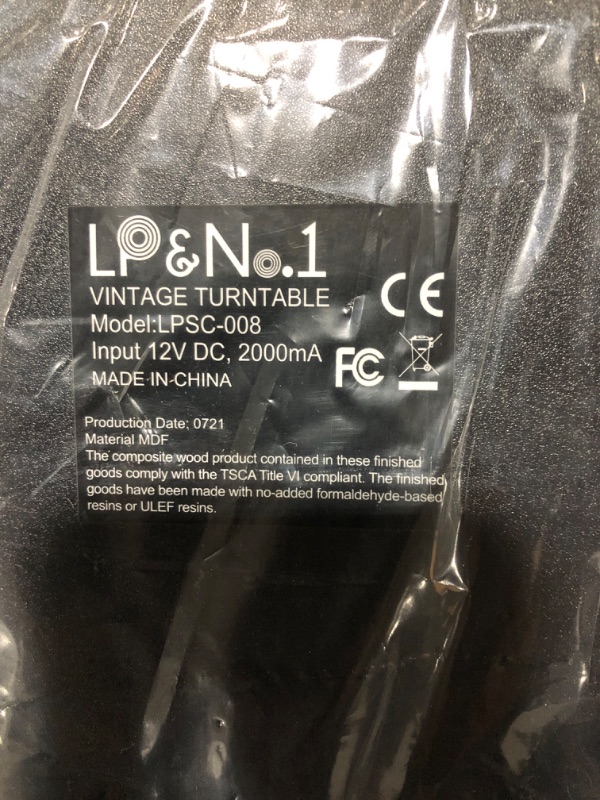 LP&No.1
VINTAGE TURNTABLE
Model:LPSC-008
Input 12V DC, 2000mA
MADE-IN-CHINA
CE
FC
Production Date: 0721
Material MDF
The composite wood product contained in these finished
goods comply with the TSCA Title VI compliant. The finished
goods have been made with no-added formaldehyde-based
resins or ULEF resins.